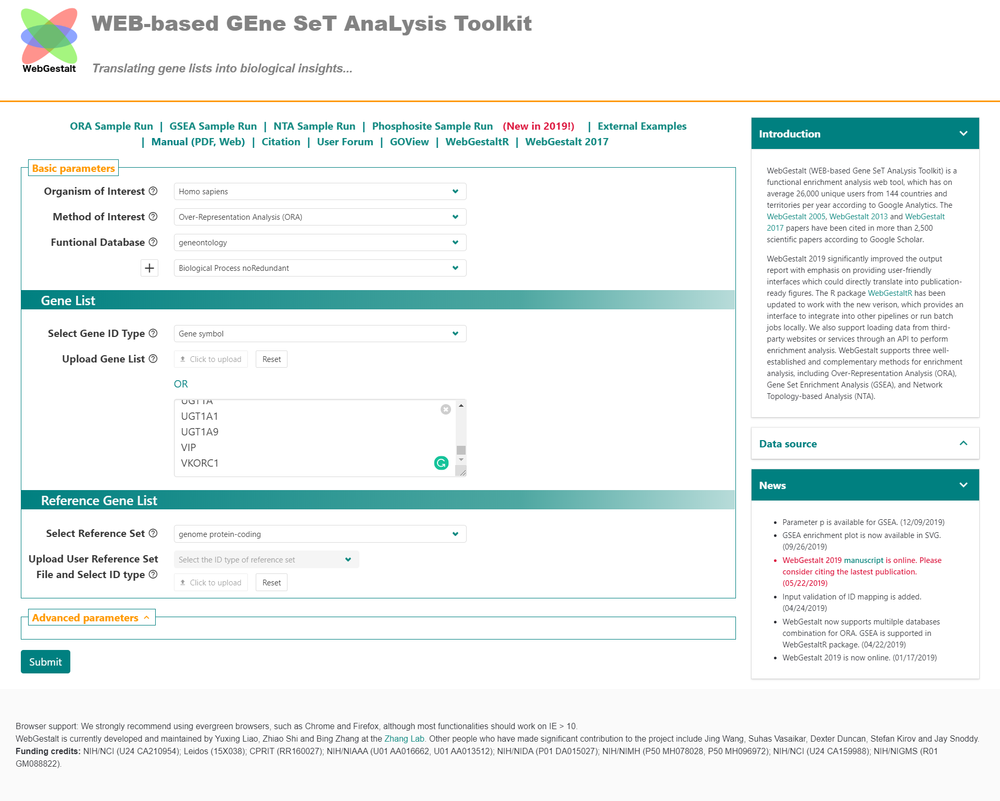 WebGestalt
WEB-based GEne SeT AnaLysis Toolkit
Translating gene lists into biological insights...
ORA Sample Run | GSEA Sample Run | NTA Sample Run | Phosphosite Sample Run (New in 2019!) | External Examples
| Manual (PDF, Web) | Citation | User Forum | GOView | WebGestaltR | WebGestalt 2017
Basic parameters
Organism of Interest
Homo sapiens
Method of Interest
Over-Representation Analysis (ORA)
Funtional Database
geneontology
Biological Process noRedundant
Gene List
Select Gene ID Type
Gene symbol
Upload Gene List
Click to upload
Reset
OR
UGT1A
UGT1A1
UGT1A9
VIP
VKORC1
Reference Gene List
Select Reference Set
genome protein-coding
Upload User Reference Set
File and Select ID type
Select the ID type of reference set
Click to upload
Reset
Advanced parameters
Submit
Introduction
WebGestalt (WEB-based Gene SeT AnaLysis Toolkit) is a
functional enrichment analysis web tool, which has on
average 26,000 unique users from 144 countries and
territories per year according to Google Analytics. The
WebGestalt 2005, WebGestalt 2013 and WebGestalt
2017 papers have been cited in more than 2,500
scientific papers according to Google Scholar.
WebGestalt 2019 significantly improved the output
report with emphasis on providing user-friendly
interfaces which could directly translate into publication-
ready figures. The R package WebGestaltR has been
updated to work with the new verison, which provides an
interface to integrate into other pipelines or run batch
jobs locally. We also support loading data from third-
party websites or services through an API to perform
enrichment analysis. WebGestalt supports three well-
established and complementary methods for enrichment
analysis, including Over-Representation Analysis (ORA),
Gene Set Enrichment Analysis (GSEA), and Network
Topology-based Analysis (NTA).
Data source
News
• Parameter p is available for GSEA. (12/09/2019)
• GSEA enrichment plot is now available in SVG.
(09/26/2019)
• WebGestalt 2019 manuscript is online. Please
consider citing the lastest publication.
(05/22/2019)
• Input validation of ID mapping is added.
(04/24/2019)
• WebGestalt now supports multilple databases
combination for ORA. GSEA is supported in
WebGestaltR package. (04/22/2019)
• WebGestalt 2019 is now online. (01/17/2019)
Browser support: We strongly recommend using evergreen browsers, such as Chrome and Firefox, although most functionalities should work on IE > 10.
WebGestalt is currently developed and maintained by Yuxing Liao, Zhiao Shi and Bing Zhang at the Zhang Lab. Other people who have made significant contribution to the project include Jing Wang, Suhas Vasaikar, Dexter Duncan, Stefan Kirov and Jay Snoddy.
Funding credits: NIH/NCI (U24 CA210954); Leidos (15X038); CPRIT (RR160027); NIH/NIAAA (U01 AA016662, U01 AA013512); NIH/NIDA (P01 DA015027); NIH/NIMH (P50 MH078028, P50 MH096972); NIH/NCI (U24 CA159988); NIH/NIGMS (R01
GM088822).